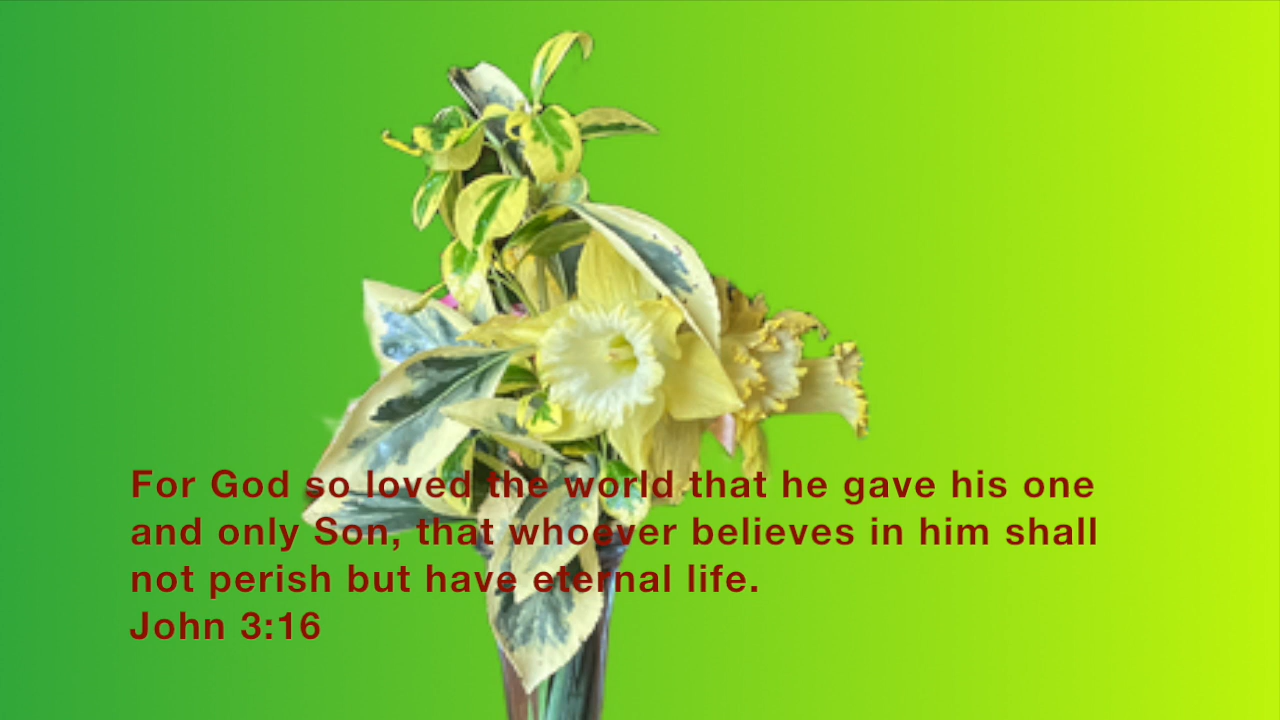 For God so loved the world that he gave his one
and only Son, that whoever believes in him shall
not perish but have eternal life.
John 3:16